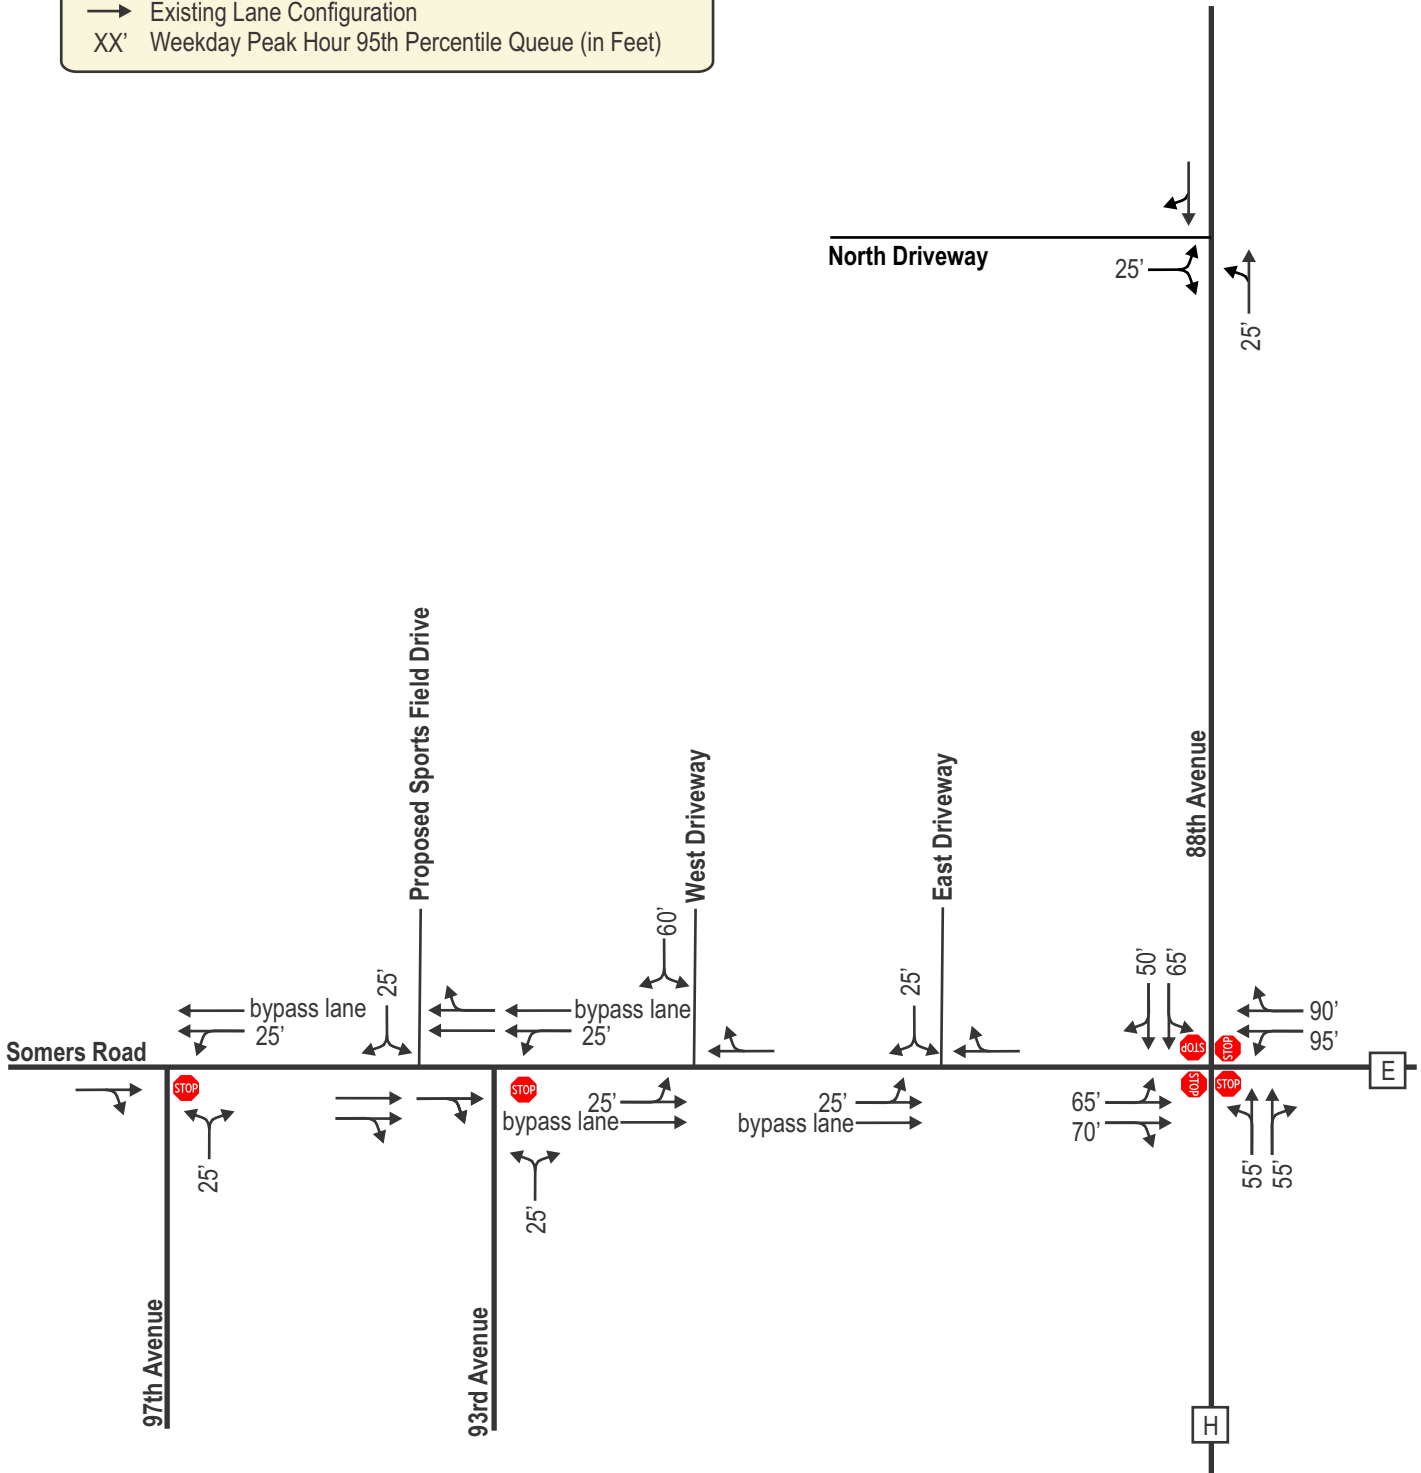 Existing Lane Configuration
XX' Weekday Peak Hour 95th Percentile Queue (in Feet)
North Driveway
25'
25'
Proposed Sports Field Drive
West Driveway
East Driveway
88th Avenue
60'
25'
25'
50'
65'
bypass lane
25'
bypass lane
25'
90'
95'
Somers Road
STOP
STOP
STOP
STOP
STOP
STOP
E
25'
bypass lane
25'
bypass lane
65'
70'
25'
25'
55'
55'
97th Avenue
93rd Avenue
H